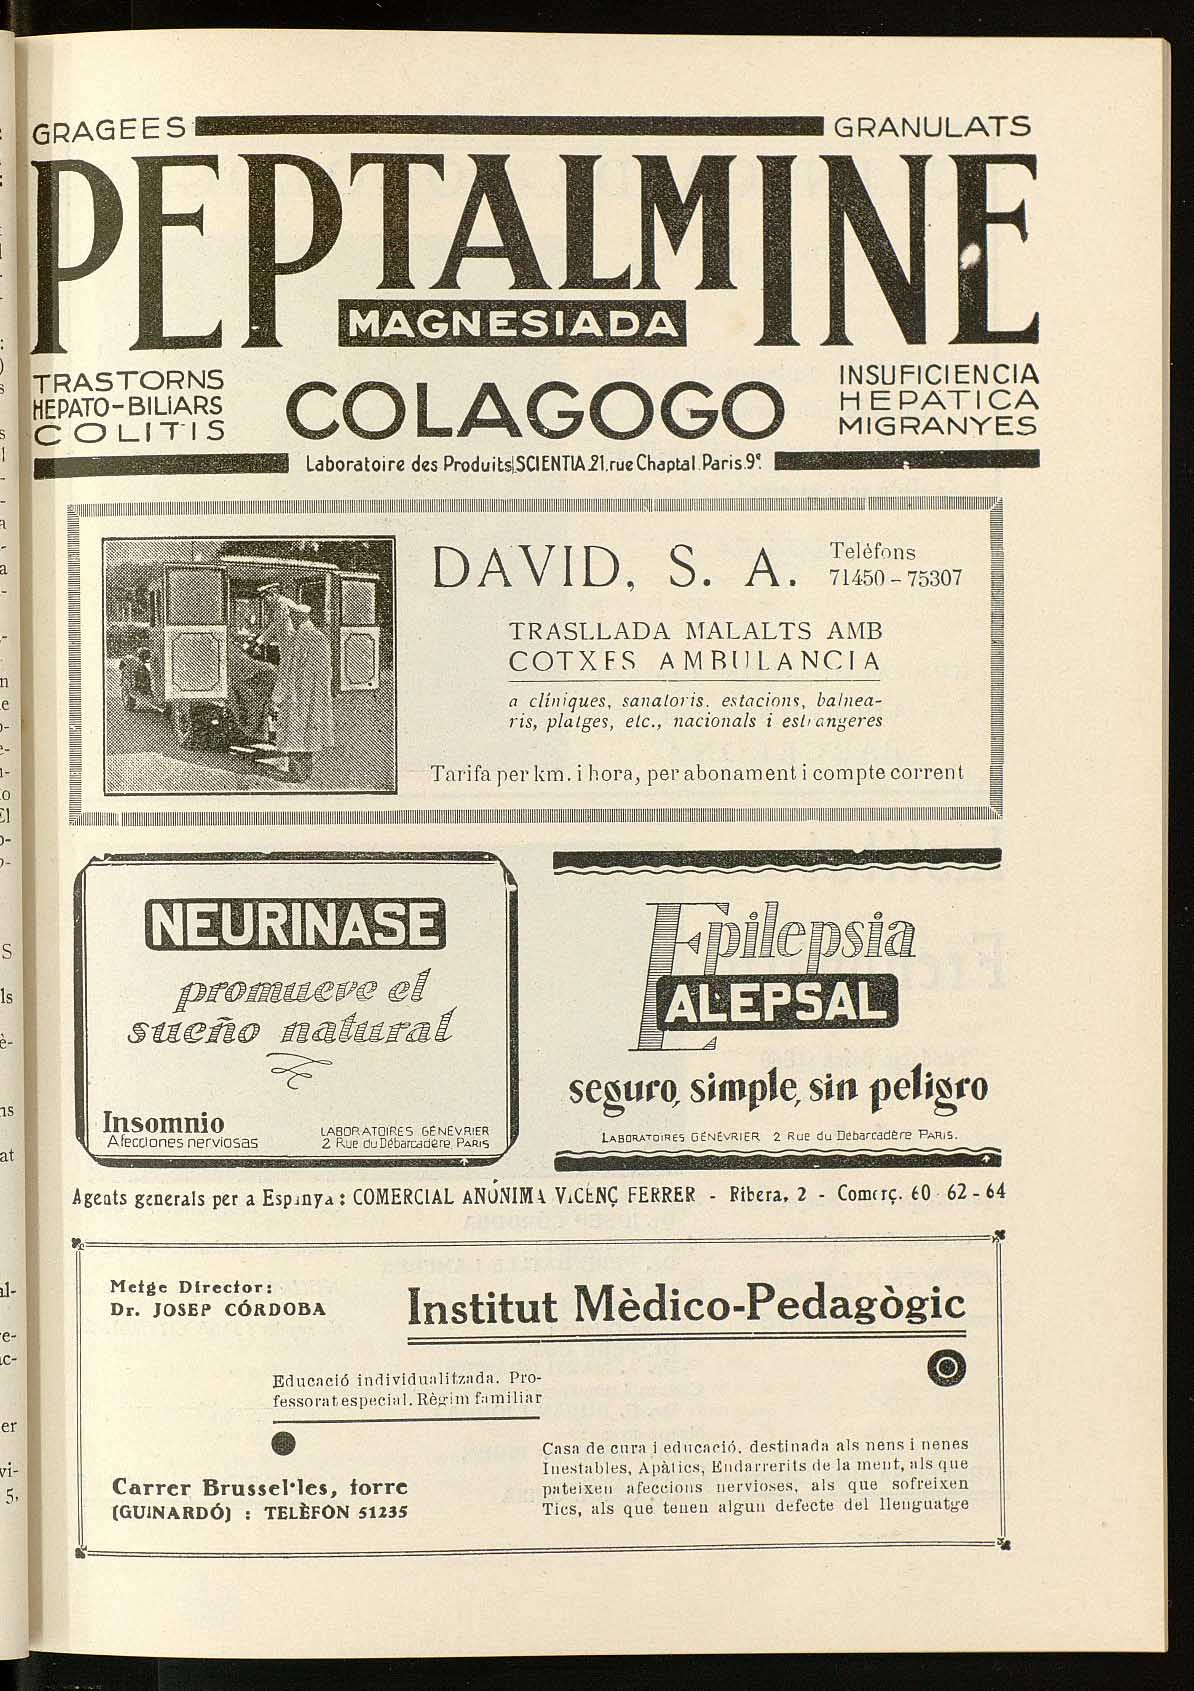 GRAGEES GRANULATS
PEPTALMINE
MAGNESIADA
TRASTORNS
HEPATO-BILIARS
COLITIS
COLAGOGO
INSUFICIENCIA
HEPÁTICA
MIGRANYES
Laboratoire des Produits SCIENTIA.21.rue Chaptal.Paris.9e.
DAVID, S. A.
Telèfons
71450 - 75307
TRASLLADA MALALTS AMB
COTXES AMBULANCIA
a clíniques, sanatoris, estacions, balnea-
ris, platges, etc., nacionals i estrangeres
Tarifa per km. i hora, per abonament i compte corrent
NEURINASE
promueve el
sueño natural
Insomnio
Afecciones nerviosas
LABORATOIRES GÉNÉVRIER
2 Rue du Débarcadère, PARIS
Epilepsia
ALEPSAL
seguro, simple, sin peligro
LABORATOIRES GÉNÉVRIER 2 Rue du Débarcadère PARIS.
Agents generals per a Espanya: COMERCIAL ANÓNIMA VICENÇ FERRER - Ribera, 2 - Comerç. 60 - 62 - 64
Metge Director:
Dr. JOSEP CÓRDOBA
Institut Mèdico-Pedagògic
Educació individualitzada. Pro-
fessorat especial. Règim familiar
Carrer Brussel·les, torre
(GUINARDÓ) : TELÈFON 51235
Casa de cura i educació, destinada als nens i nenes
Inestables, Apàtics, Endarrerits de la ment, als que
pateixen afeccions nervioses, als que sofreixen
Tics, als que tenen algun defecte del llenguatge